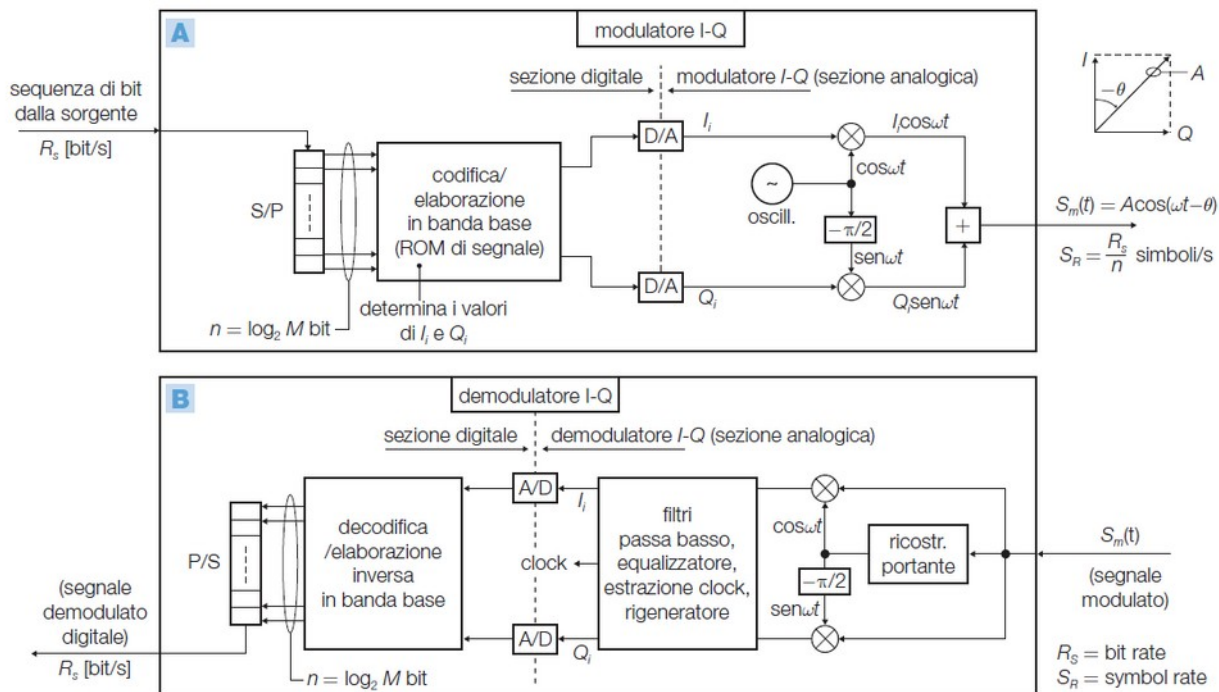 A
modulatore I-Q
sezione digitale
modulatore I-Q (sezione analogica)
sequenza di bit
dalla sorgente
R_s [bit/s]
S/P
codifica/
elaborazione
in banda base
(ROM di segnale)
n = log₂ M bit
determina i valori
di I_i e Q_i
D/A
I_i
D/A
Q_i
~
oscill.
cosωt
−π/2
senωt
I_i cosωt
Q_i senωt
+
I
−θ
A
Q
S_m(t) = Acos(ωt−θ)
S_R = R_s/n simboli/s
B
demodulatore I-Q
sezione digitale
demodulatore I-Q (sezione analogica)
P/S
(segnale
demodulato
digitale)
R_s [bit/s]
n = log₂ M bit
decodifica
/elaborazione
inversa
in banda base
A/D
I_i
clock
A/D
Q_i
filtri
passa basso,
equalizzatore,
estrazione clock,
rigeneratore
cosωt
−π/2
senωt
ricostr.
portante
S_m(t)
(segnale
modulato)
R_S = bit rate
S_R = symbol rate